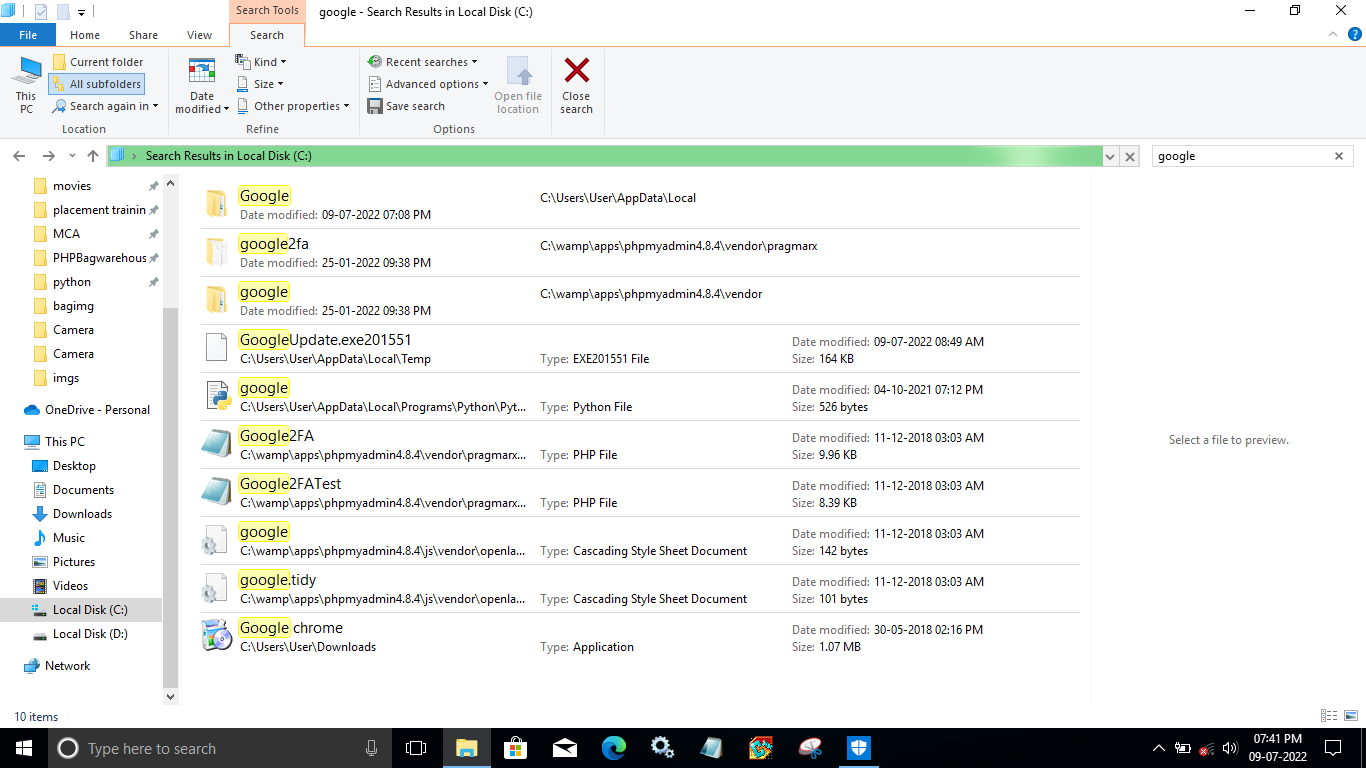 Search Tools
google - Search Results in Local Disk (C:)
File
Home
Share
View
Search
This PC
Current folder
All subfolders
Search again in
Location
Date modified
Kind
Size
Other properties
Refine
Recent searches
Advanced options
Save search
Options
Open file location
Close search
Search Results in Local Disk (C:)
google
movies
placement trainin
MCA
PHPBagwarehous
python
bagimg
Camera
Camera
imgs
OneDrive - Personal
This PC
Desktop
Documents
Downloads
Music
Pictures
Videos
Local Disk (C:)
Local Disk (D:)
Network
Google
C:\Users\User\AppData\Local
Date modified: 09-07-2022 07:08 PM
google2fa
C:\wamp\apps\phpmyadmin4.8.4\vendor\pragmarx
Date modified: 25-01-2022 09:38 PM
google
C:\wamp\apps\phpmyadmin4.8.4\vendor
Date modified: 25-01-2022 09:38 PM
GoogleUpdate.exe201551
Date modified: 09-07-2022 08:49 AM
C:\Users\User\AppData\Local\Temp
Type: EXE201551 File
Size: 164 KB
google
Date modified: 04-10-2021 07:12 PM
C:\Users\User\AppData\Local\Programs\Python\Pyt...
Type: Python File
Size: 526 bytes
Google2FA
Date modified: 11-12-2018 03:03 AM
C:\wamp\apps\phpmyadmin4.8.4\vendor\pragmarx...
Type: PHP File
Size: 9.96 KB
Google2FATest
Date modified: 11-12-2018 03:03 AM
C:\wamp\apps\phpmyadmin4.8.4\vendor\pragmarx...
Type: PHP File
Size: 8.39 KB
google
Date modified: 11-12-2018 03:03 AM
C:\wamp\apps\phpmyadmin4.8.4\js\vendor\openla...
Type: Cascading Style Sheet Document
Size: 142 bytes
google.tidy
Date modified: 11-12-2018 03:03 AM
C:\wamp\apps\phpmyadmin4.8.4\js\vendor\openla...
Type: Cascading Style Sheet Document
Size: 101 bytes
Google chrome
Date modified: 30-05-2018 02:16 PM
C:\Users\User\Downloads
Type: Application
Size: 1.07 MB
Select a file to preview.
10 items
Type here to search
07:41 PM
09-07-2022